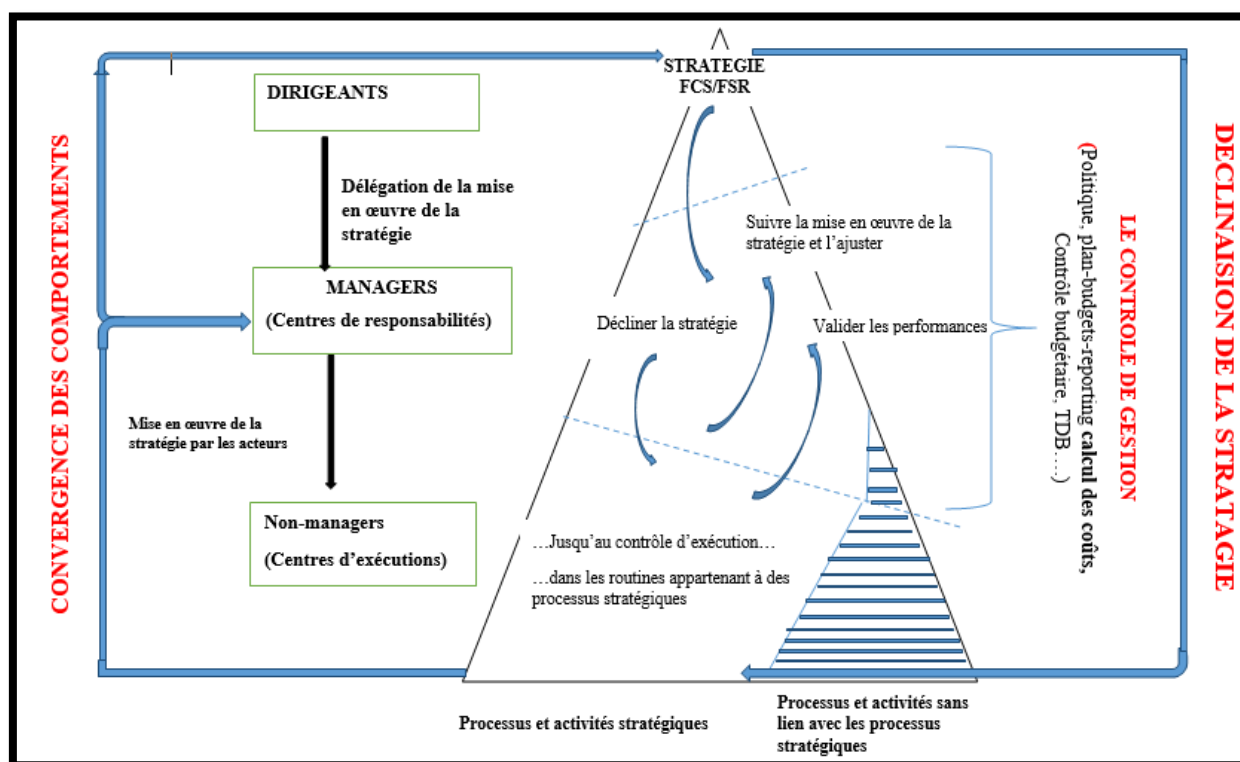 CONVERGENCE DES COMPORTEMENTS
DIRIGEANTS
Délégation de la mise
en œuvre de la
stratégie
MANAGERS
(Centres de responsabilités)
Mise en œuvre de la
stratégie par les acteurs
Non-managers
(Centres d’exécutions)
STRATEGIE
FCS/FSR
Suivre la mise en œuvre de la
stratégie et l’ajuster
Décliner la stratégie
Valider les performances
…Jusqu’au contrôle d’exécution…
…dans les routines appartenant à des
processus stratégiques
Processus et activités stratégiques
Processus et activités sans
lien avec les processus
stratégiques
LE CONTROLE DE GESTION
(Politique, plan-budgets-reporting calcul des coûts,
Contrôle budgétaire, TDB…)
DECLINAISION DE LA STRATAGIE